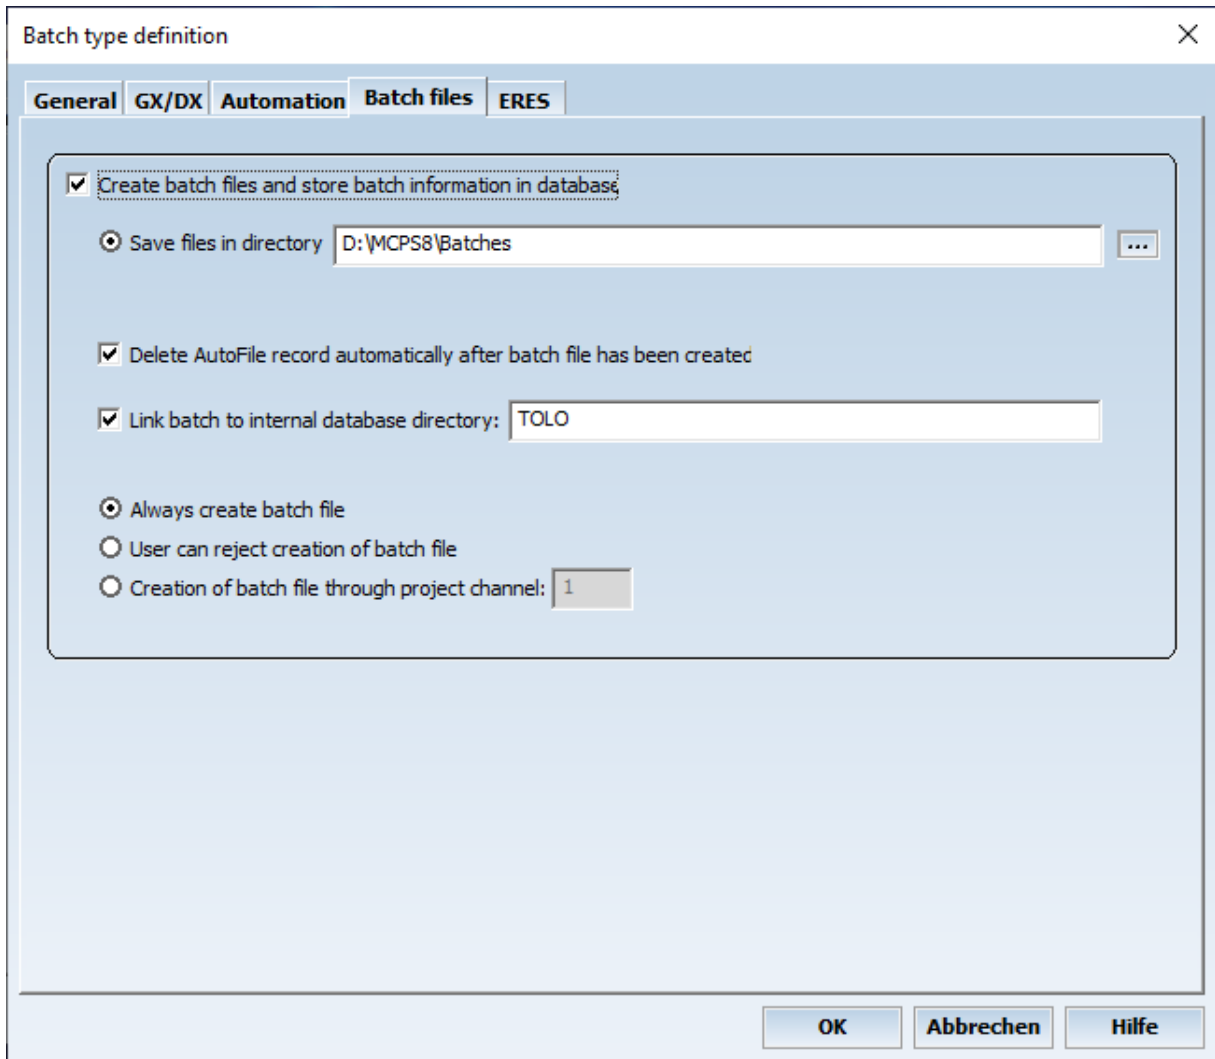 Batch type definition
General GX/DX Automation Batch files ERES
Create batch files and store batch information in database
Save files in directory D:\MCPS8\Batches ...
Delete AutoFile record automatically after batch file has been created
Link batch to internal database directory: TOLO
Always create batch file
User can reject creation of batch file
Creation of batch file through project channel: 1
OK Abbrechen Hilfe